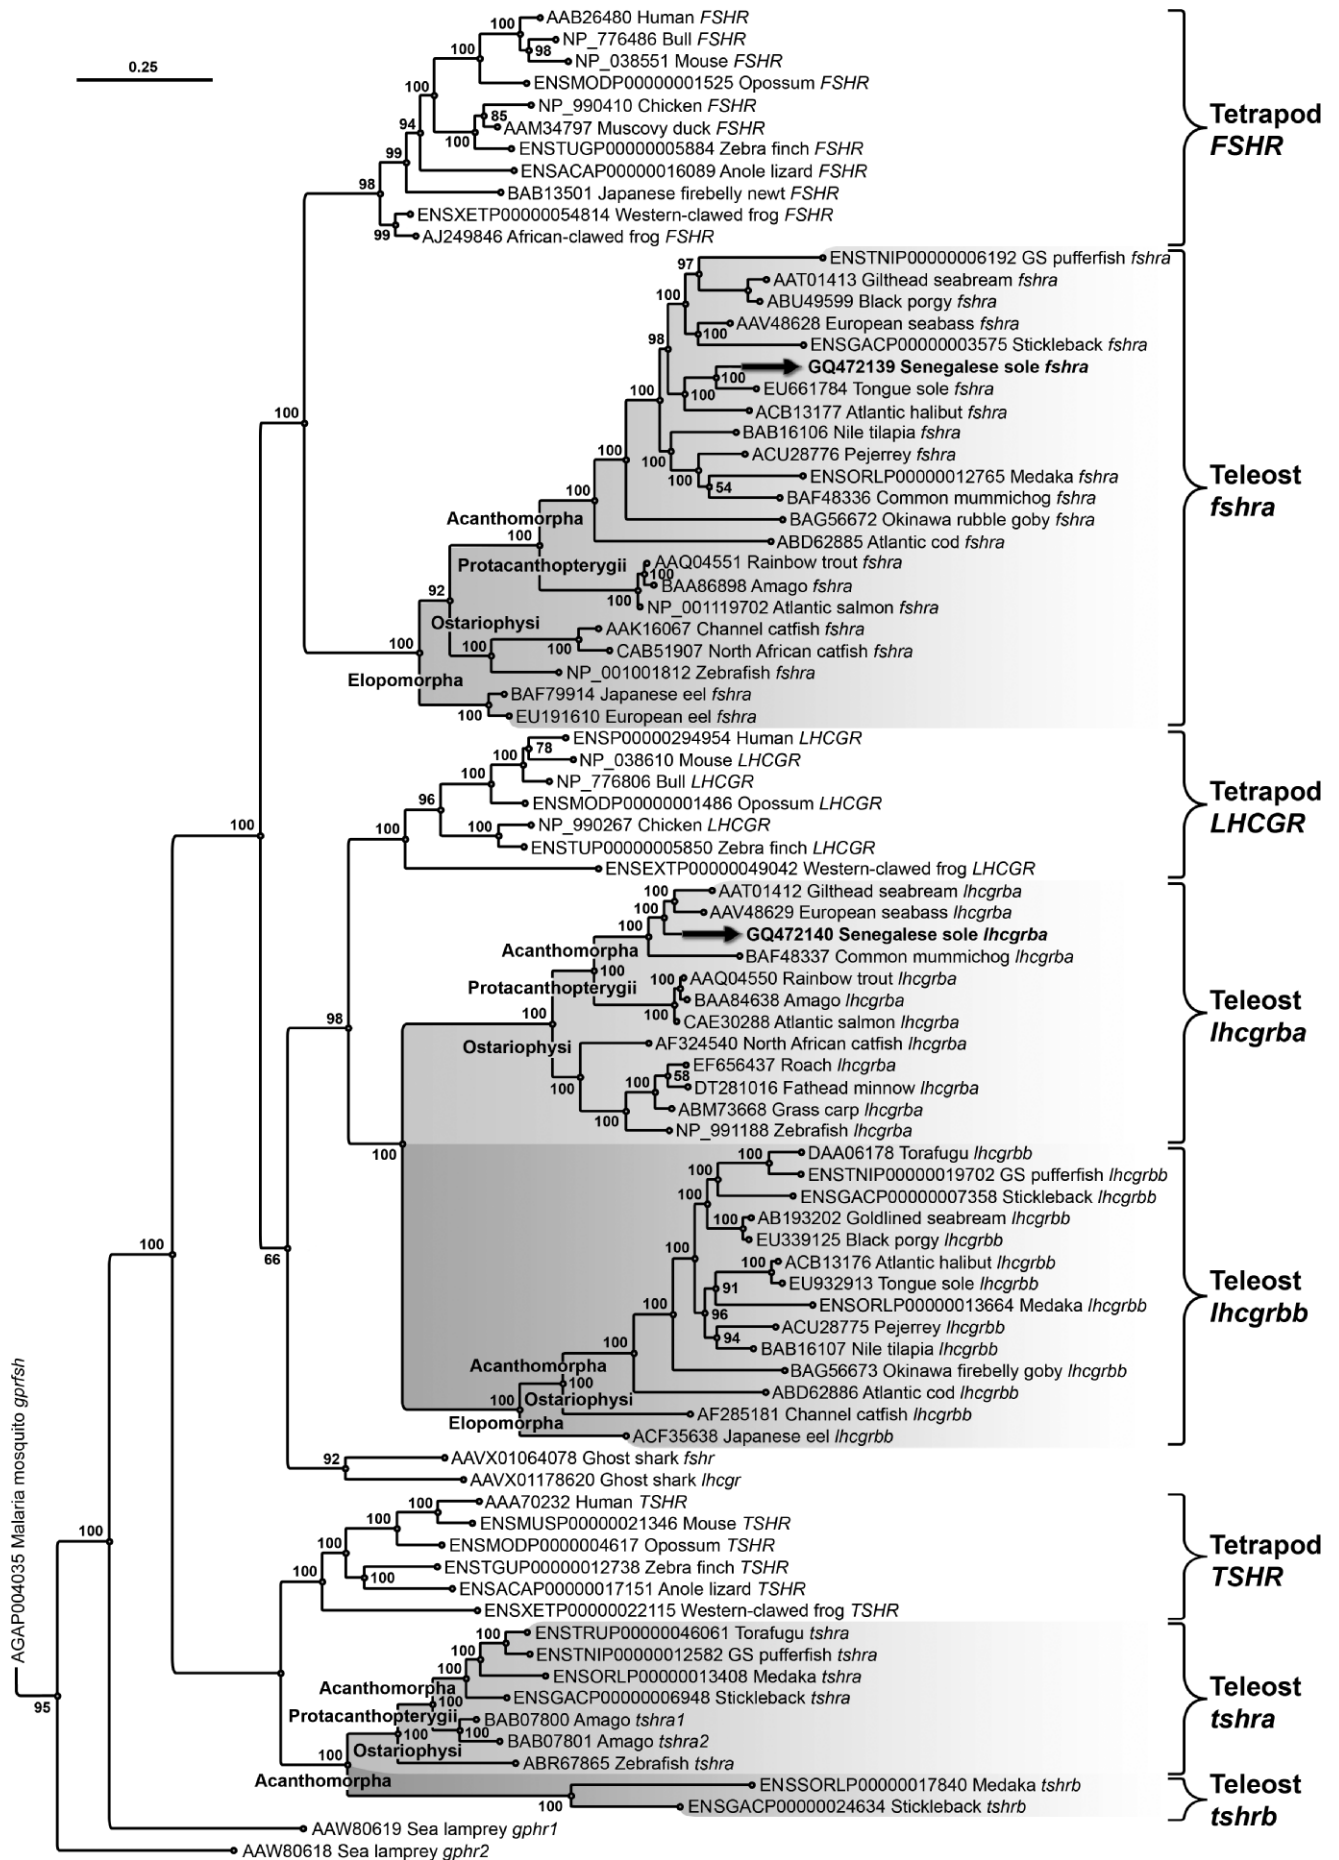 0.25
100
AAB26480 Human FSHR
NP_776486 Bull FSHR
98
NP_038551 Mouse FSHR
100
ENSMODP00000001525 Opossum FSHR
100
NP_990410 Chicken FSHR
85
AAM34797 Muscovy duck FSHR
100
ENSTUGP00000005884 Zebra finch FSHR
94
ENSACAP00000016089 Anole lizard FSHR
99
BAB13501 Japanese firebelly newt FSHR
98
ENSXETP00000054814 Western-clawed frog FSHR
99
AJ249846 African-clawed frog FSHR
Tetrapod
FSHR
97
ENSTNIP00000006192 GS pufferfish fshra
AAT01413 Gilthead seabream fshra
100
ABU49599 Black porgy fshra
AAV48628 European seabass fshra
100
ENSGACP00000003575 Stickleback fshra
98
GQ472139 Senegalese sole fshra
100
EU661784 Tongue sole fshra
100
ACB13177 Atlantic halibut fshra
BAB16106 Nile tilapia fshra
100
100
ACU28776 Pejerrey fshra
100
ENSORLP00000012765 Medaka fshra
54
BAF48336 Common mummichog fshra
100
BAG56672 Okinawa rubble goby fshra
Acanthomorpha
100
ABD62885 Atlantic cod fshra
Protacanthopterygii
AAQ04551 Rainbow trout fshra
100
BAA86898 Amago fshra
100
NP_001119702 Atlantic salmon fshra
92
Ostariophysi
AAK16067 Channel catfish fshra
100
CAB51907 North African catfish fshra
100
NP_001001812 Zebrafish fshra
100
Elopomorpha
BAF79914 Japanese eel fshra
100
EU191610 European eel fshra
Teleost
fshra
100
ENSP00000294954 Human LHCGR
78
NP_038610 Mouse LHCGR
100
NP_776806 Bull LHCGR
100
ENSMODP00000001486 Opossum LHCGR
96
NP_990267 Chicken LHCGR
100
ENSTUP00000005850 Zebra finch LHCGR
100
ENSEXTP00000049042 Western-clawed frog LHCGR
Tetrapod
LHCGR
100
100
AAT01412 Gilthead seabream lhcgrba
100
AAV48629 European seabass lhcgrba
100
GQ472140 Senegalese sole lhcgrba
Acanthomorpha
BAF48337 Common mummichog lhcgrba
100
Protacanthopterygii
100
AAQ04550 Rainbow trout lhcgrba
BAA84638 Amago lhcgrba
100
CAE30288 Atlantic salmon lhcgrba
98
100
Ostariophysi
AF324540 North African catfish lhcgrba
EF656437 Roach lhcgrba
58
100
100
DT281016 Fathead minnow lhcgrba
100
ABM73668 Grass carp lhcgrba
NP_991188 Zebrafish lhcgrba
100
Teleost
lhcgrba
100
DAA06178 Torafugu lhcgrbb
100
ENSTNIP00000019702 GS pufferfish lhcgrbb
100
ENSGACP00000007358 Stickleback lhcgrbb
AB193202 Goldlined seabream lhcgrbb
100
EU339125 Black porgy lhcgrbb
100
100
ACB13176 Atlantic halibut lhcgrbb
EU932913 Tongue sole lhcgrbb
91
ENSORLP00000013664 Medaka lhcgrbb
96
100
ACU28775 Pejerrey lhcgrbb
94
BAB16107 Nile tilapia lhcgrbb
100
BAG56673 Okinawa firebelly goby lhcgrbb
Acanthomorpha
100
ABD62886 Atlantic cod lhcgrbb
Ostariophysi
100
AF285181 Channel catfish lhcgrbb
Elopomorpha
ACF35638 Japanese eel lhcgrbb
Teleost
lhcgrbb
100
66
92
AAVX01064078 Ghost shark fshr
AAVX01178620 Ghost shark lhcgr
100
100
AAA70232 Human TSHR
100
ENSMUSP00000021346 Mouse TSHR
100
ENSMODP0000004617 Opossum TSHR
100
ENSTGUP00000012738 Zebra finch TSHR
100
ENSACAP00000017151 Anole lizard TSHR
100
ENSXETP00000022115 Western-clawed frog TSHR
Tetrapod
TSHR
100
ENSTRUP00000046061 Torafugu tshra
100
ENSTNIP00000012582 GS pufferfish tshra
100
ENSORLP00000013408 Medaka tshra
Acanthomorpha
ENSGACP00000006948 Stickleback tshra
100
Protacanthopterygii
BAB07800 Amago tshra1
100
100
BAB07801 Amago tshra2
Ostariophysi
ABR67865 Zebrafish tshra
Teleost
tshra
100
Acanthomorpha
ENSSORLP00000017840 Medaka tshrb
100
ENSGACP00000024634 Stickleback tshrb
Teleost
tshrb
100
AAW80619 Sea lamprey gphr1
AAW80618 Sea lamprey gphr2
95
AGAP004035 Malaria mosquito gprfsh